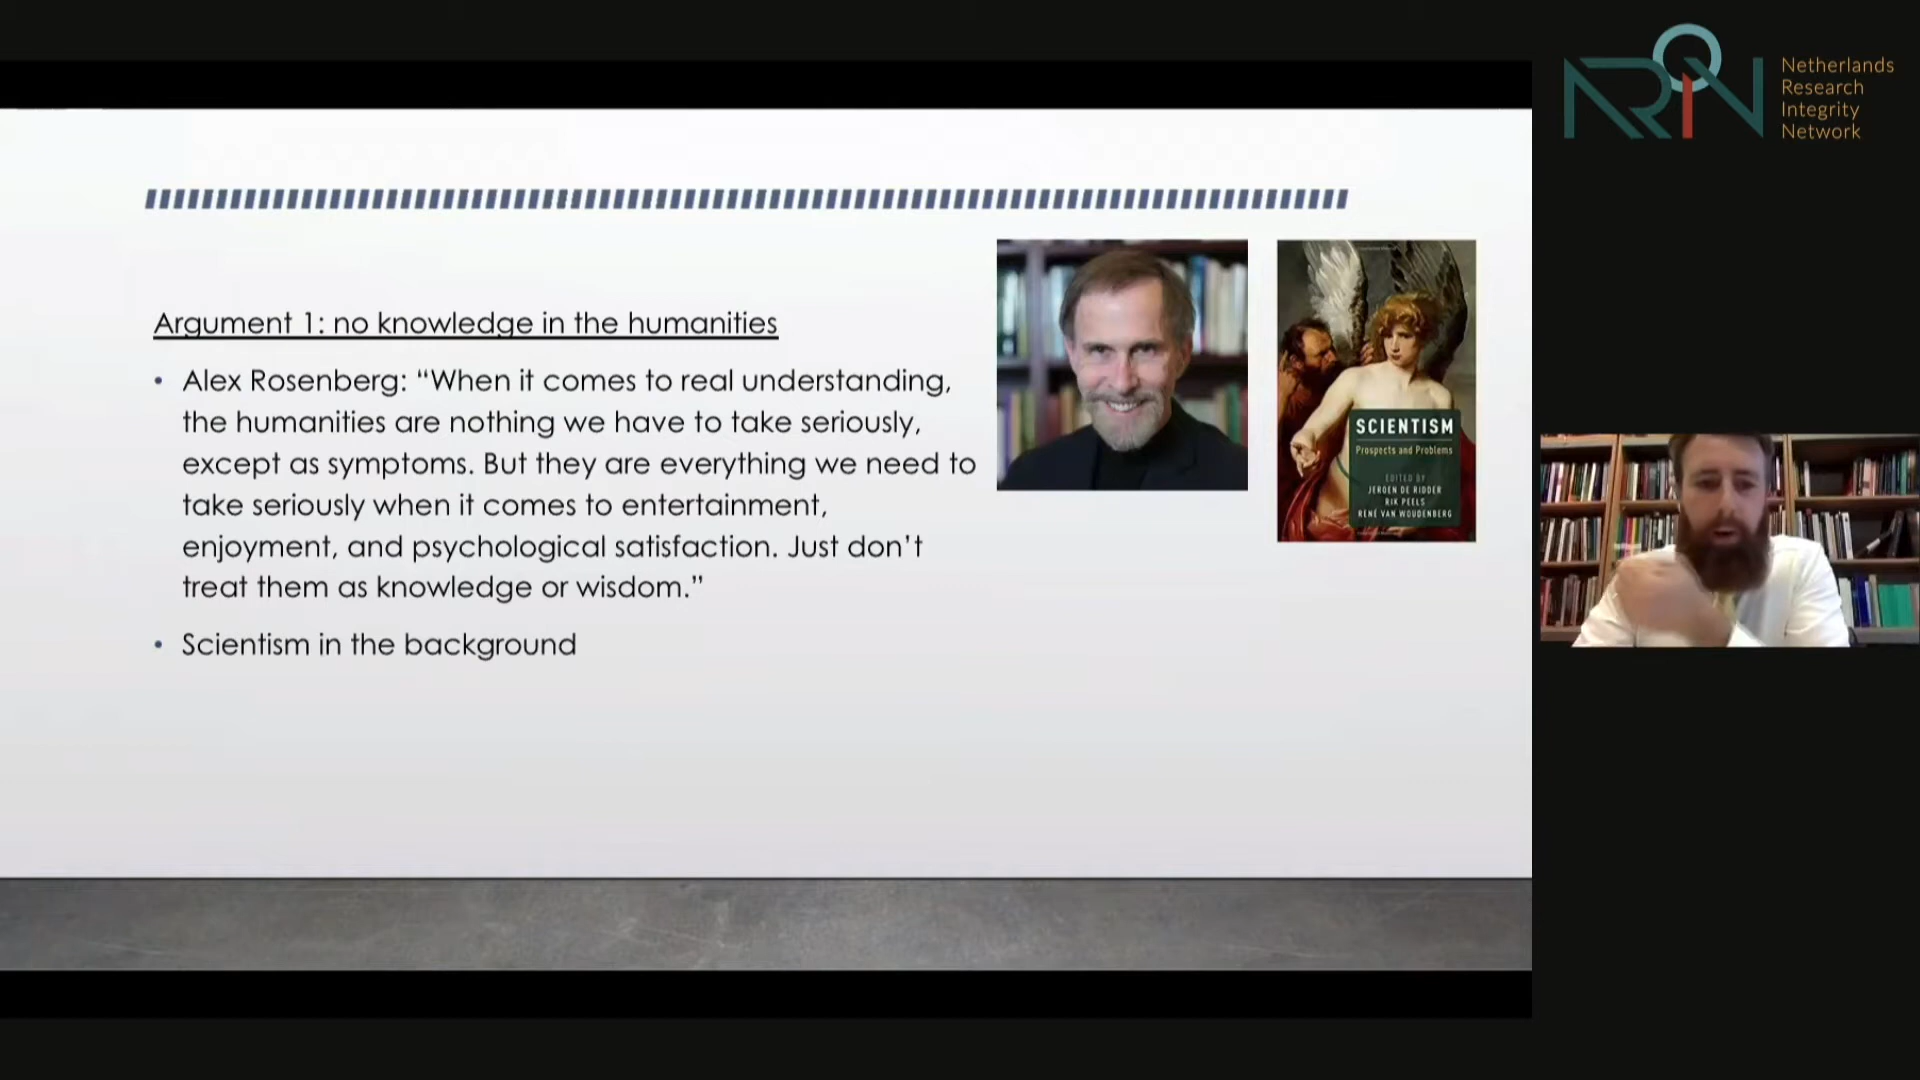 Argument 1: no knowledge in the humanities
• Alex Rosenberg: “When it comes to real understanding,
the humanities are nothing we have to take seriously,
except as symptoms. But they are everything we need to
take seriously when it comes to entertainment,
enjoyment, and psychological satisfaction. Just don’t
treat them as knowledge or wisdom.”
• Scientism in the background
SCIENTISM
Prospects and Problems
EDITED BY
JEROEN DE RIDDER
RIK PEELS
RENÉ VAN WOUDENBERG
NRIN
Netherlands
Research
Integrity
Network